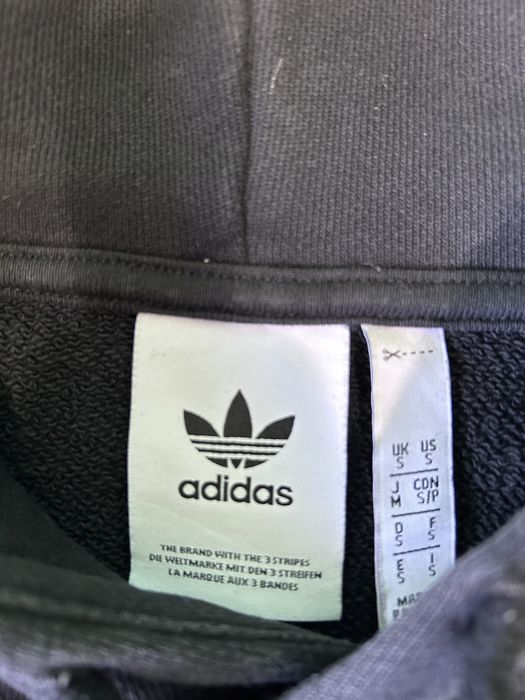 adidas
THE BRAND WITH THE 3 STRIPES
DIE WELTMARKE MIT DEN 3 STREIFEN
LA MARQUE AUX 3 BANDES
UK US
S S
J CDN
M S/P
D F
S S
E I
S S